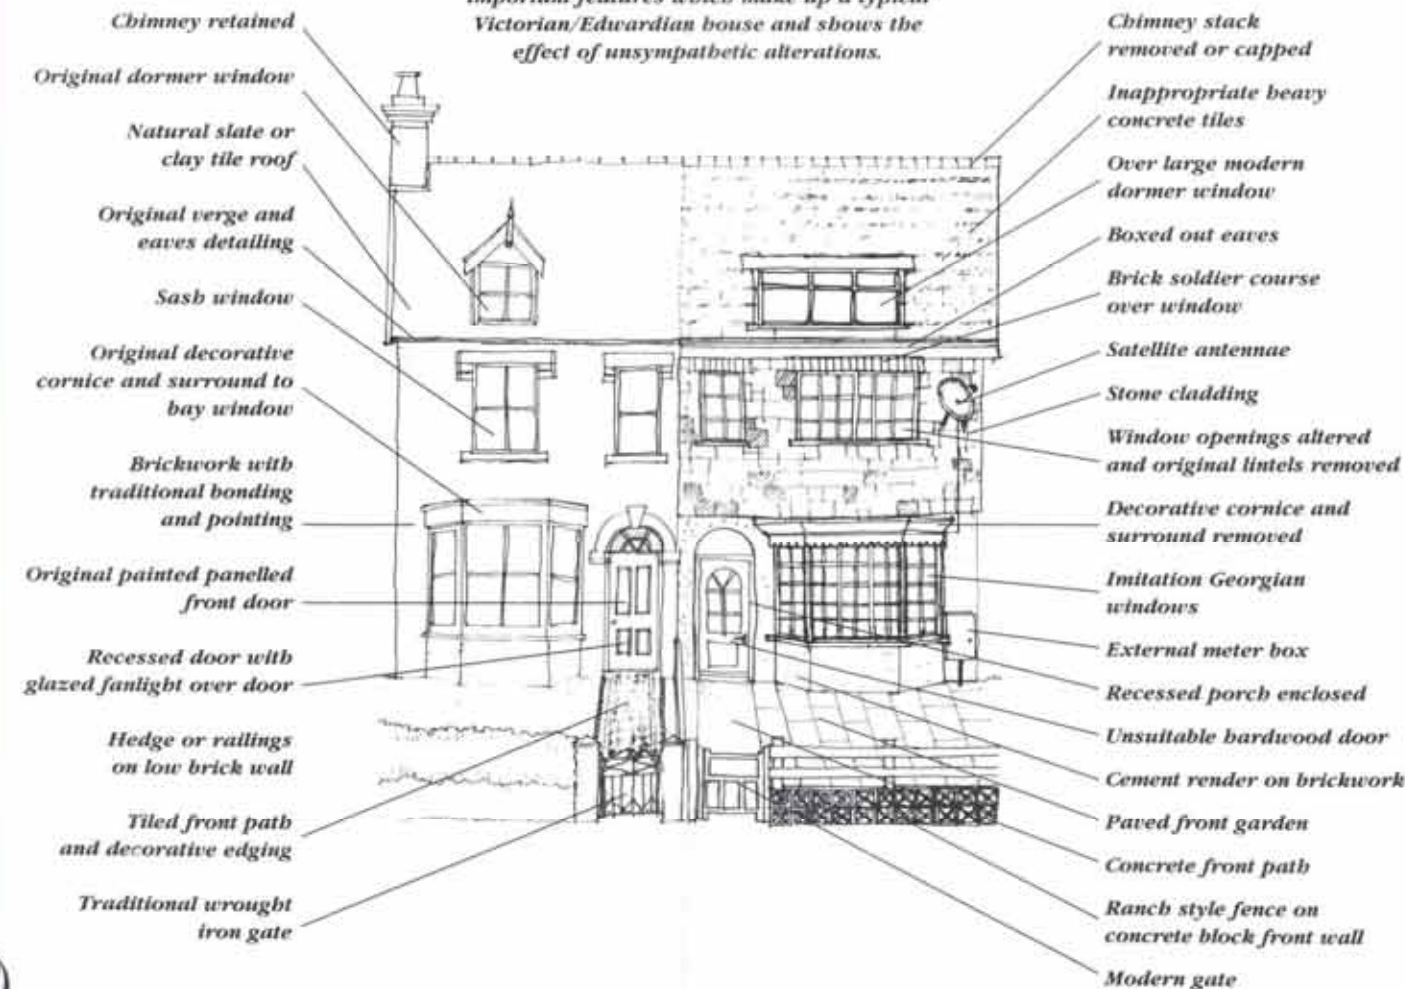 important features which make up a typical
Victorian/Edwardian house and shows the
effect of unsympathetic alterations.
Chimney retained
Original dormer window
Natural slate or
clay tile roof
Original verge and
eaves detailing
Sash window
Original decorative
cornice and surround to
bay window
Brickwork with
traditional bonding
and pointing
Original painted panelled
front door
Recessed door with
glazed fanlight over door
Hedge or railings
on low brick wall
Tiled front path
and decorative edging
Traditional wrought
iron gate
Chimney stack
removed or capped
Inappropriate heavy
concrete tiles
Over large modern
dormer window
Boxed out eaves
Brick soldier course
over window
Satellite antennae
Stone cladding
Window openings altered
and original lintels removed
Decorative cornice and
surround removed
Imitation Georgian
windows
External meter box
Recessed porch enclosed
Unsuitable hardwood door
Cement render on brickwork
Paved front garden
Concrete front path
Ranch style fence on
concrete block front wall
Modern gate